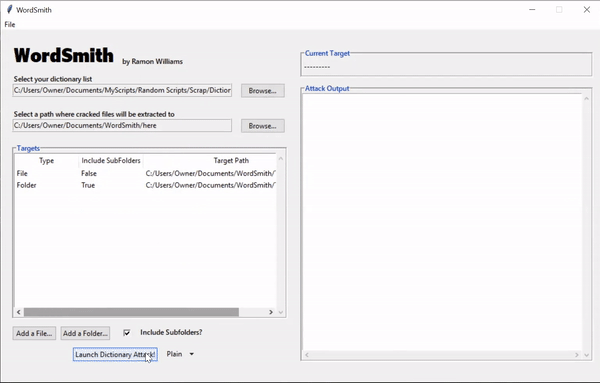 WordSmith
File
WordSmith by Ramon Williams
Select your dictionary list
C:/Users/Owner/Documents/MyScripts/Random Scripts/Scrap/Diction
Browse...
Select a path where cracked files will be extracted to
C:/Users/Owner/Documents/WordSmith/here
Browse...
Targets
Type Include SubFolders Target Path
File False C:/Users/Owner/Documents/WordSmith/
Folder True C:/Users/Owner/Documents/WordSmith/
Add a File... Add a Folder... Include Subfolders?
Launch Dictionary Attack! Plain
Current Target
---------
Attack Output